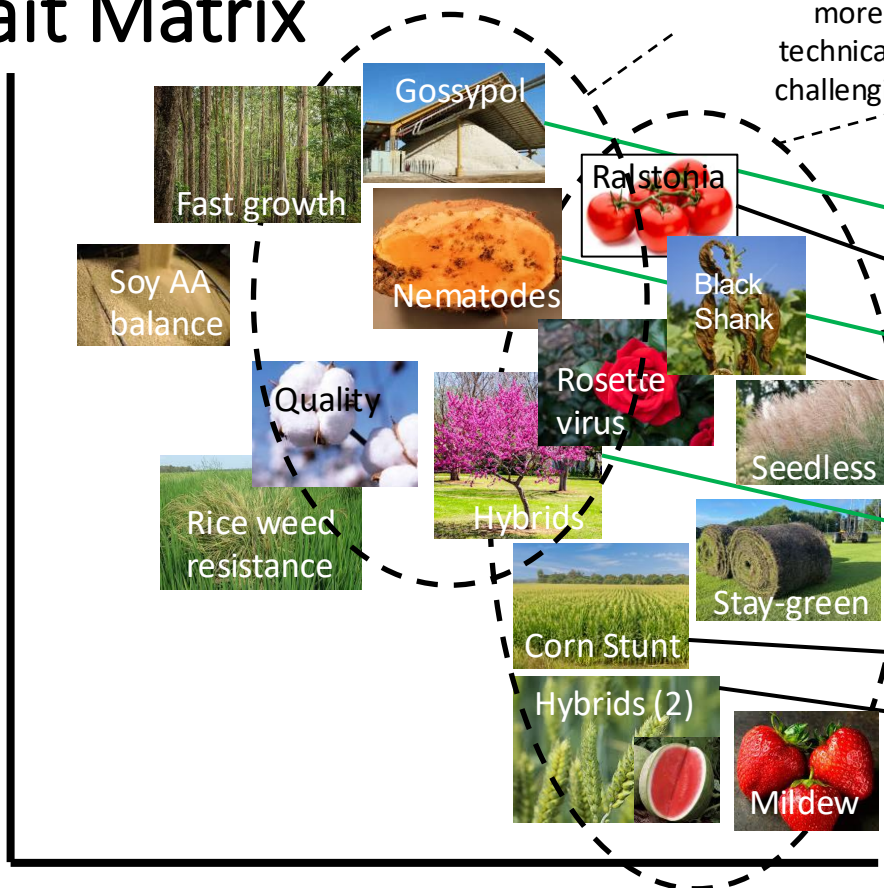 ait Matrix
more
technica
challeng
Gossypol
Ralstonia
Fast growth
Soy AA
balance
Nematodes
Black
Shank
Quality
Rosette
virus
Seedless
Rice weed
resistance
Hybrids
Stay-green
Corn Stunt
Hybrids (2)
Mildew